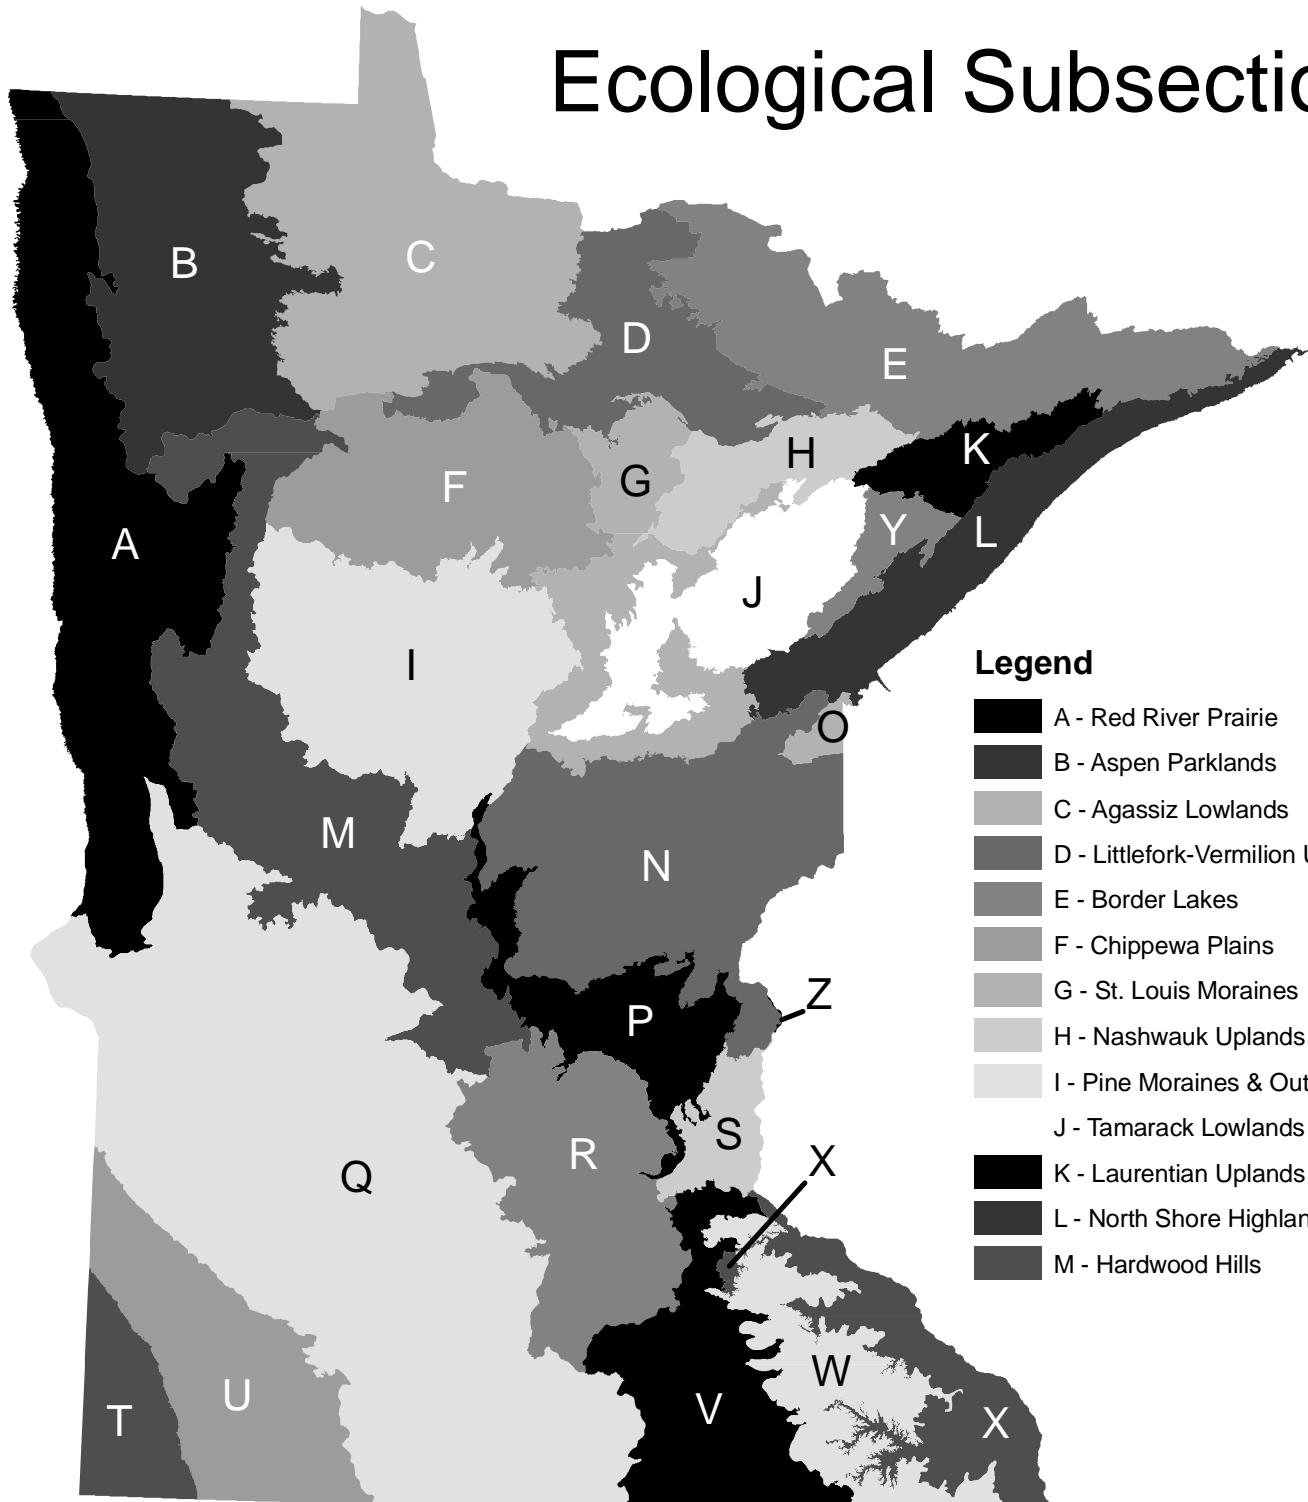 Ecological Subsectio
B
C
D
E
H
K
G
F
Y
L
A
J
I
Legend
A - Red River Prairie
B - Aspen Parklands
C - Agassiz Lowlands
D - Littlefork-Vermilion U
E - Border Lakes
F - Chippewa Plains
G - St. Louis Moraines
H - Nashwauk Uplands
I - Pine Moraines & Out
J - Tamarack Lowlands
K - Laurentian Uplands
L - North Shore Highlan
M - Hardwood Hills
O
M
N
Z
P
S
R
X
Q
W
U
V
T
X